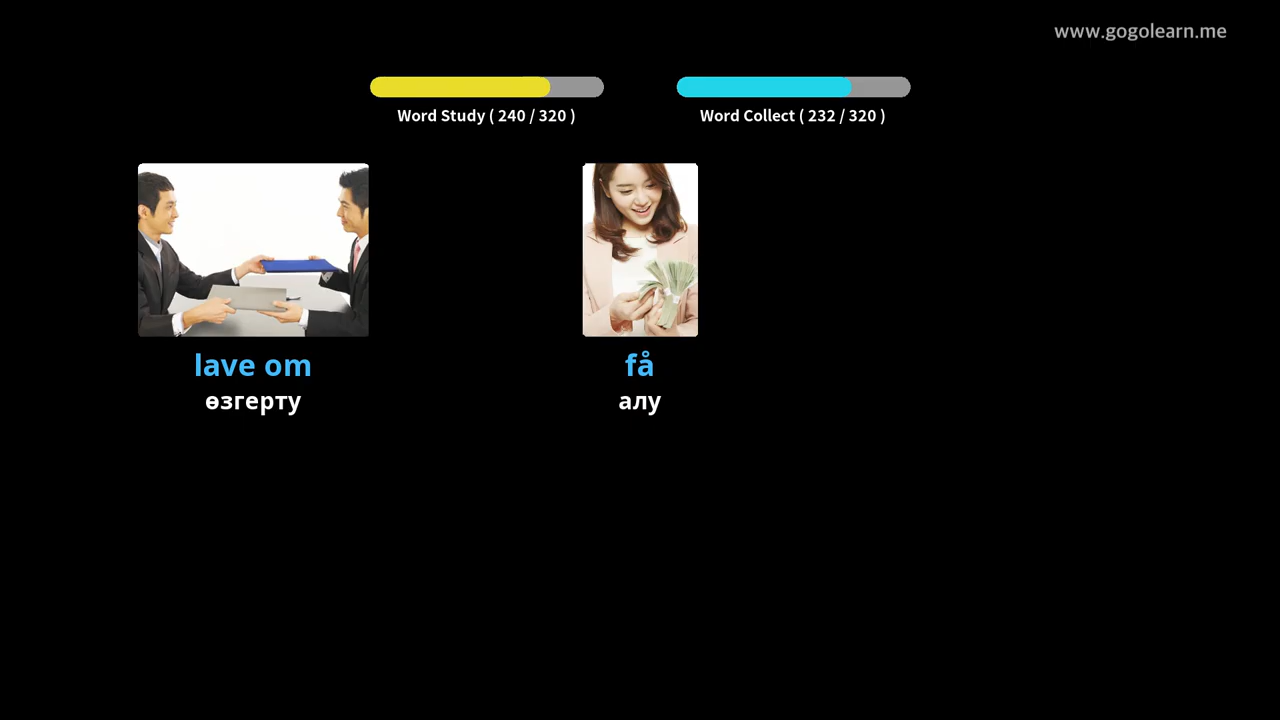 www.gogolearn.me
Word Study ( 240 / 320 )
Word Collect ( 232 / 320 )
lave om
өзгерту
få
алу